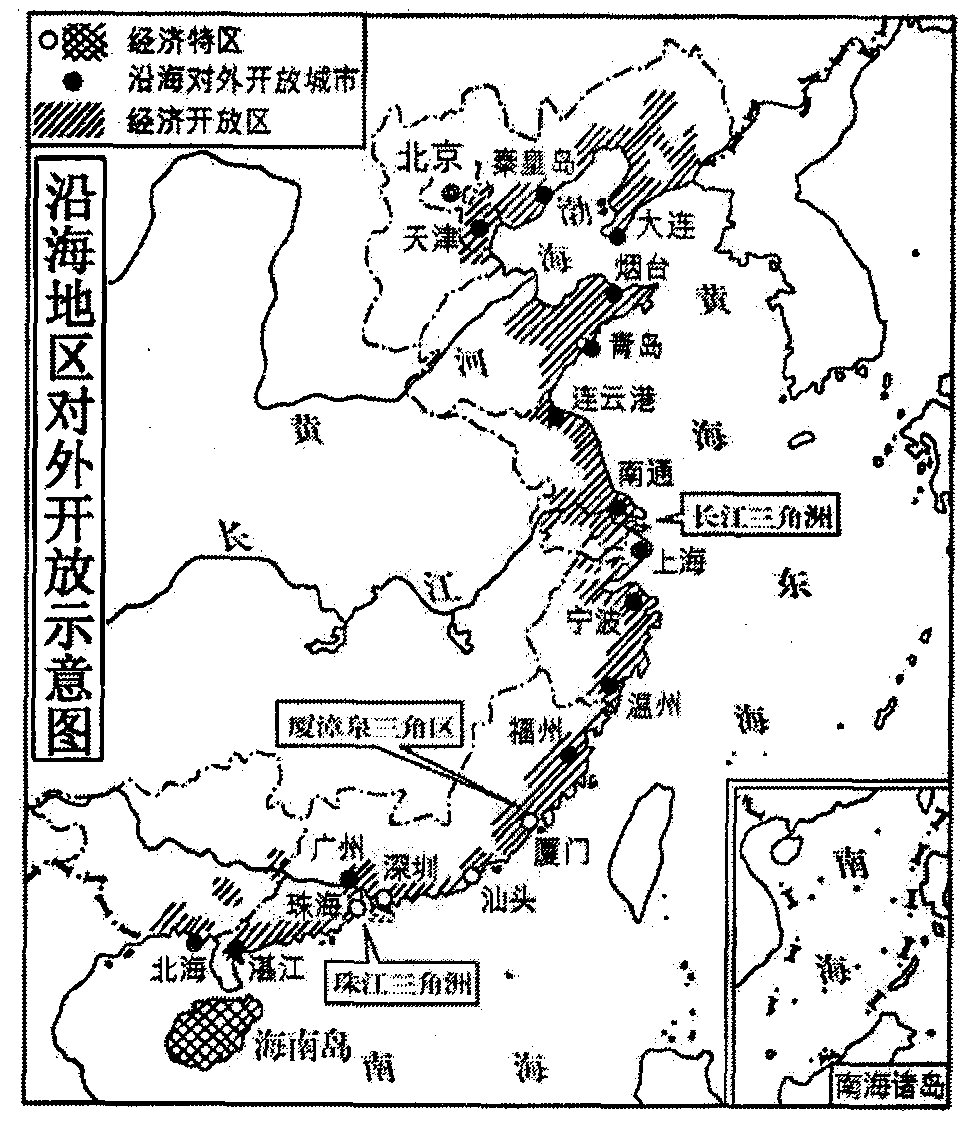 经济特区
沿海对外开放城市
经济开放区
沿海地区对外开放示意图
北京
秦皇岛
天津
渤
海
大连
烟台
黄
青岛
河
连云港
黄
海
南通
长江三角洲
长
江
上海
东
宁波
温州
海
厦漳泉三角区
福州
厦门
广州
深圳
珠海
汕头
北海
湛江
珠江三角洲
海南岛
南
海
南
海
南海诸岛